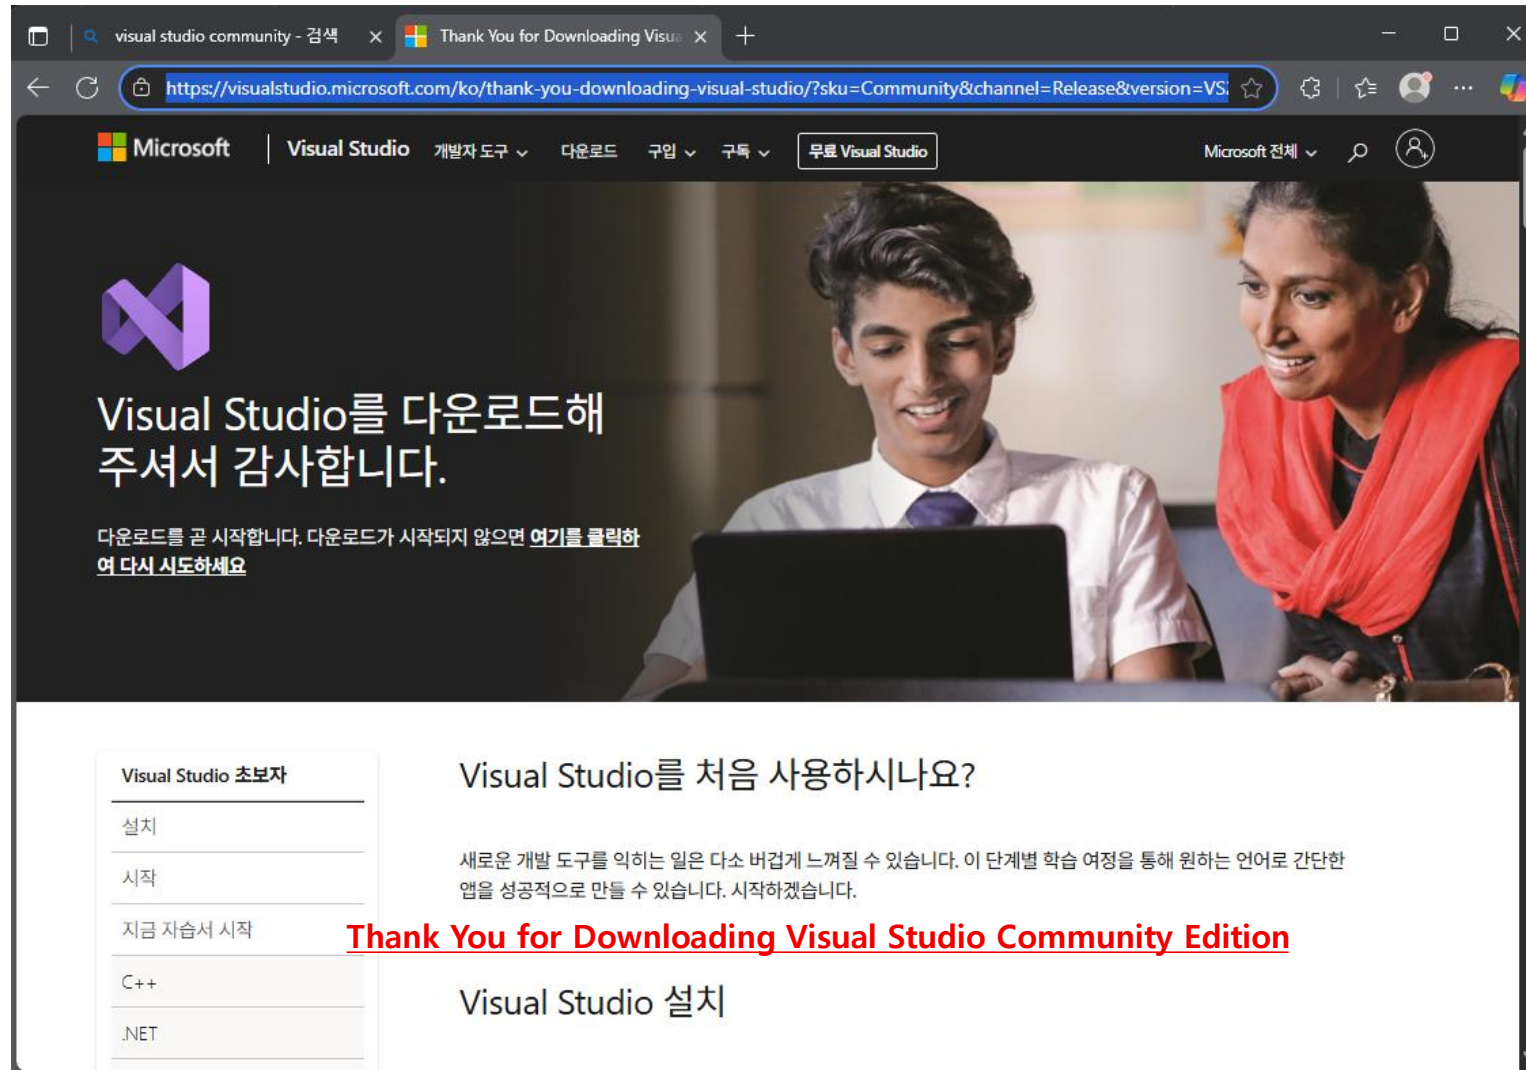 visual studio community - 검색
Thank You for Downloading Visua
https://visualstudio.microsoft.com/ko/thank-you-downloading-visual-studio/?sku=Community&channel=Release&version=VS
Microsoft
Visual Studio
개발자 도구
다운로드
구입
구독
무료 Visual Studio
Microsoft 전체
Visual Studio를 다운로드해
주셔서 감사합니다.
다운로드를 곧 시작합니다. 다운로드가 시작되지 않으면 여기를 클릭하
여 다시 시도하세요
Visual Studio 초보자
설치
시작
지금 자습서 시작
C++
.NET
Visual Studio를 처음 사용하시나요?
새로운 개발 도구를 익히는 일은 다소 버겁게 느껴질 수 있습니다. 이 단계별 학습 여정을 통해 원하는 언어로 간단한
앱을 성공적으로 만들 수 있습니다. 시작하겠습니다.
Thank You for Downloading Visual Studio Community Edition
Visual Studio 설치